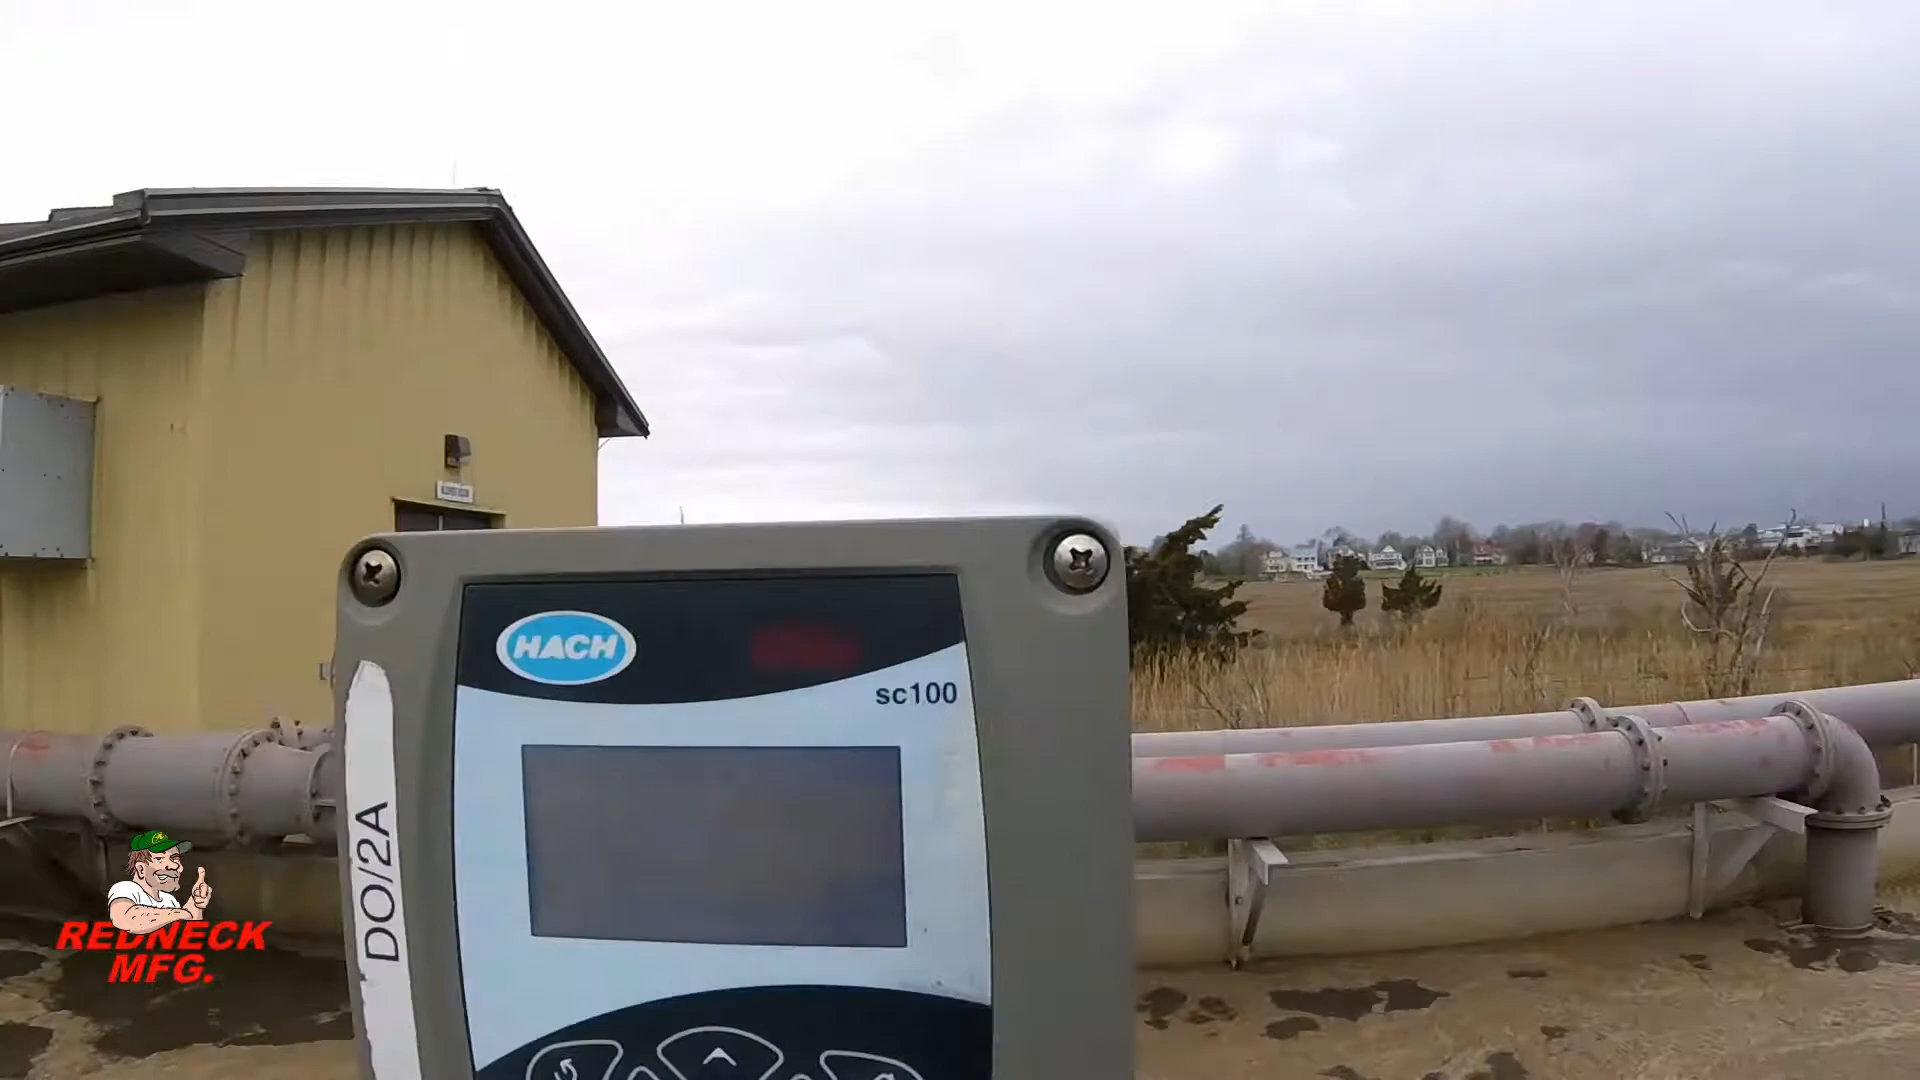 HACH
sc100
DO/2A
REDNECK
MFG.